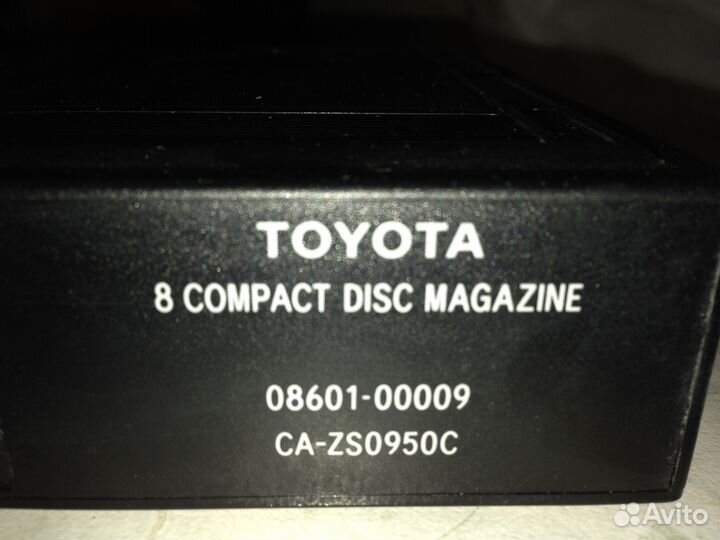 TOYOTA
8 COMPACT DISC MAGAZINE
08601-00009
CA-ZS0950C
Avito